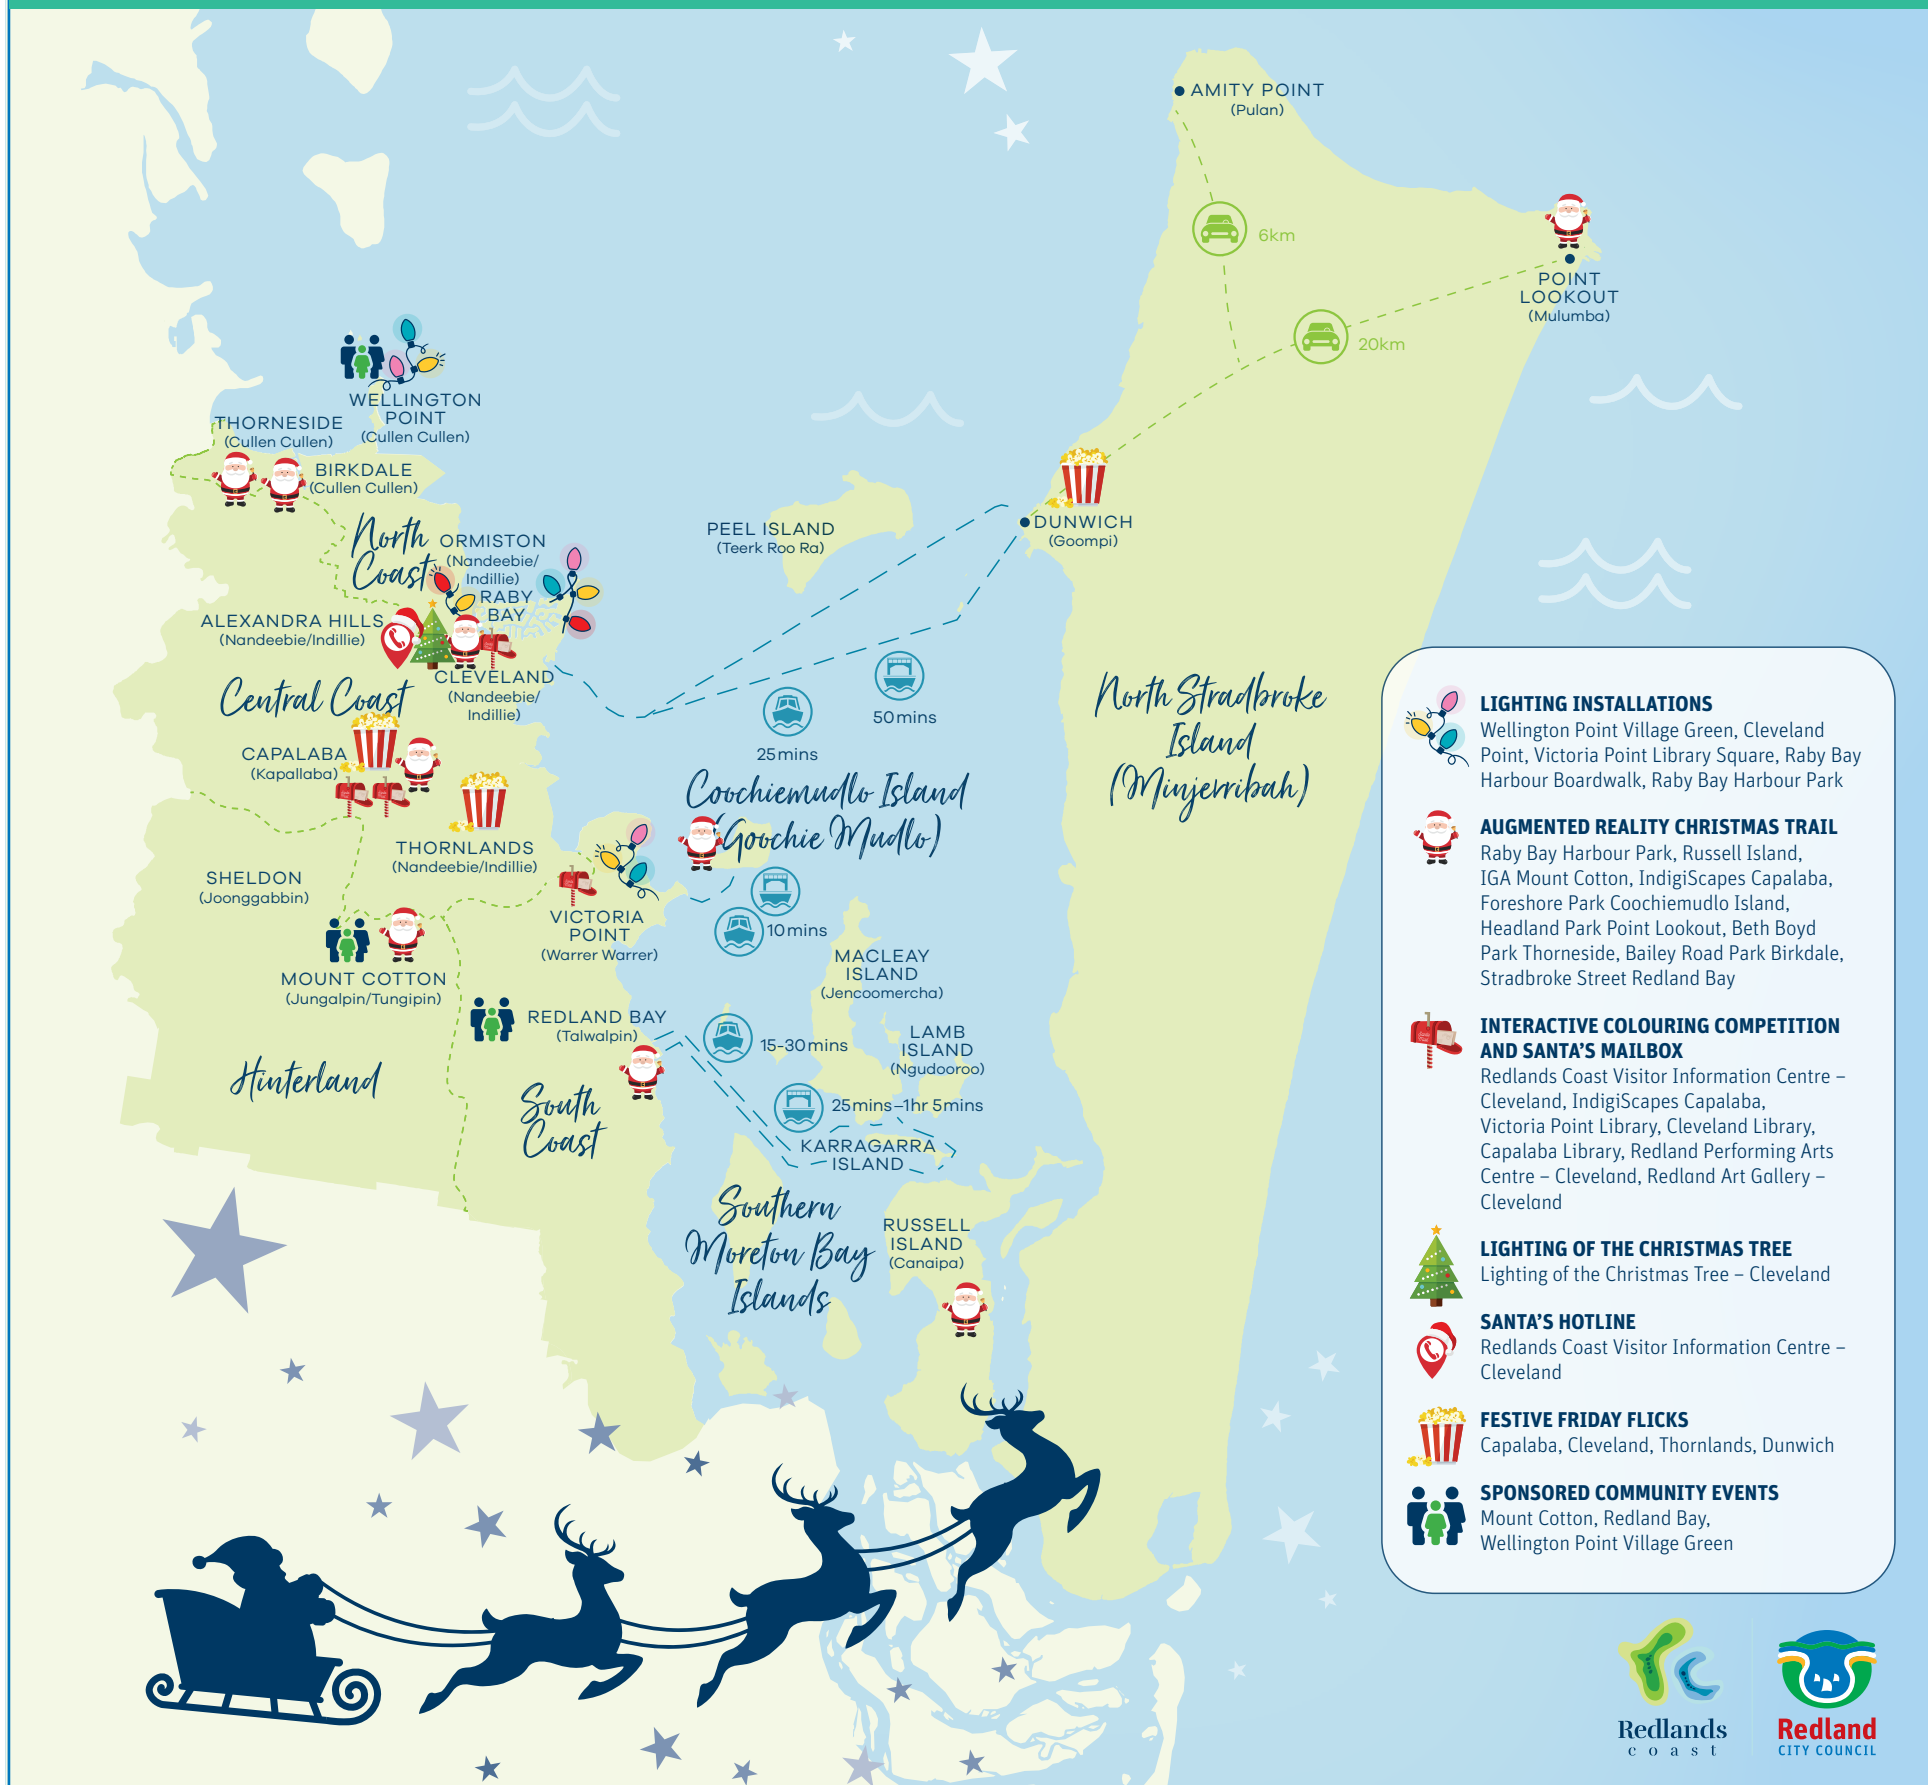 AMITY POINT
(Pulan)
6km
POINT
LOOKOUT
(Mulumba)
20km
WELLINGTON
POINT
(Cullen Cullen)
THORNESIDE
(Cullen Cullen)
BIRKDALE
(Cullen Cullen)
North
Coast
ORMISTON
(Nandeebie/
Indillie)
RABY
BAY
PEEL ISLAND
(Teerk Roo Ra)
DUNWICH
(Goompi)
ALEXANDRA HILLS
(Nandeebie/Indillie)
CLEVELAND
(Nandeebie/
Indillie)
Central Coast
50mins
25mins
North Stradbroke
Island
(Minjerribah)
CAPALABA
(Kapallaba)
Coochiemudlo Island
(Goochie Mudlo)
THORNLANDS
(Nandeebie/Indillie)
SHELDON
(Joonggabbin)
VICTORIA
POINT
(Warrer Warrer)
10mins
MOUNT COTTON
(Jungalpin/Tungipin)
MACLEAY
ISLAND
(Jencoomercha)
REDLAND BAY
(Talwalpin)
15-30mins
LAMB
ISLAND
(Ngudooroo)
Hinterland
South
Coast
25mins–1hr 5mins
KARRAGARRA
ISLAND
Southern
Moreton Bay
Islands
RUSSELL
ISLAND
(Canaipa)
LIGHTING INSTALLATIONS
Wellington Point Village Green, Cleveland
Point, Victoria Point Library Square, Raby Bay
Harbour Boardwalk, Raby Bay Harbour Park
AUGMENTED REALITY CHRISTMAS TRAIL
Raby Bay Harbour Park, Russell Island,
IGA Mount Cotton, IndigiScapes Capalaba,
Foreshore Park Coochiemudlo Island,
Headland Park Point Lookout, Beth Boyd
Park Thorneside, Bailey Road Park Birkdale,
Stradbroke Street Redland Bay
INTERACTIVE COLOURING COMPETITION
AND SANTA'S MAILBOX
Redlands Coast Visitor Information Centre –
Cleveland, IndigiScapes Capalaba,
Victoria Point Library, Cleveland Library,
Capalaba Library, Redland Performing Arts
Centre – Cleveland, Redland Art Gallery –
Cleveland
LIGHTING OF THE CHRISTMAS TREE
Lighting of the Christmas Tree – Cleveland
SANTA'S HOTLINE
Redlands Coast Visitor Information Centre –
Cleveland
FESTIVE FRIDAY FLICKS
Capalaba, Cleveland, Thornlands, Dunwich
SPONSORED COMMUNITY EVENTS
Mount Cotton, Redland Bay,
Wellington Point Village Green
Redlands
coast
Redland
CITY COUNCIL